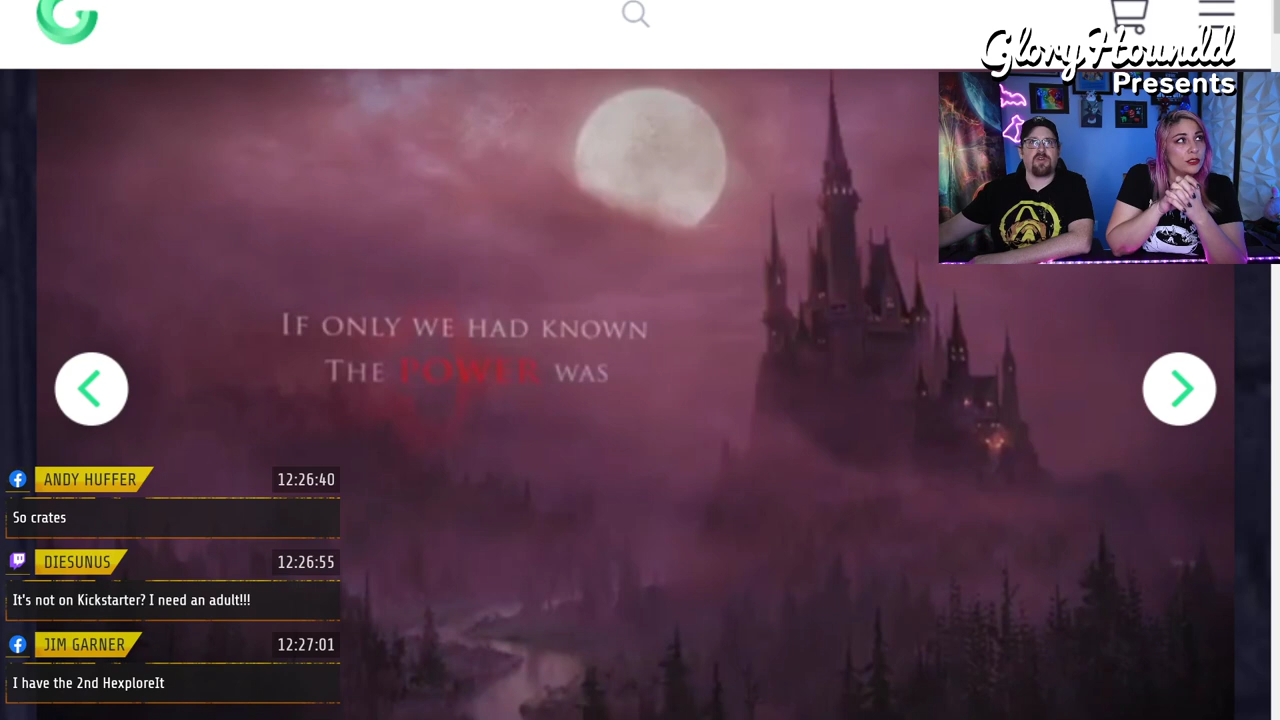 GloryHoundd
Presents
IF ONLY WE HAD KNOWN
THE POWER WAS
ANDY HUFFER 12:26:40
So crates
DIESUNUS 12:26:55
It's not on Kickstarter? I need an adult!!!
JIM GARNER 12:27:01
I have the 2nd HexploreIt